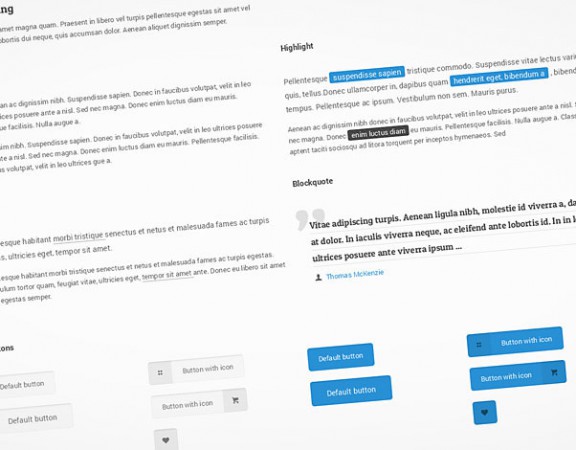 ng
amet magna quam. Praesent in libero vel turpis pellentesque egestas sit amet vel
lobortis dui neque, quis accumsan dolor. Aenean aliquet dignissim semper.
an ac dignissim nibh. Suspendisse sapien. Donec in faucibus volutpat, velit in leo
ces posuere ante a nisl. Sed nec magna. Donec enim luctus diam eu mauris.
ue facilisis. Nulla augue a.
im nibh. Suspendisse sapien. Donec in faucibus volutpat, velit in leo ultrices posuere
te a nisl. Sed nec magna. Donec enim luctus diam eu mauris. Pellentesque facilisis.
us volutpat, velit in leo ultrices gue a.
esque habitant morbi tristique senectus et netus et malesuada fames ac turpis
s, ultricies eget, tempor sit amet.
esque habitant morbi tristique senectus et netus et malesuada fames ac turpis egestas.
ulum tortor quam, feugiat vitae, ultricies eget, tempor sit amet ante. Donec eu libero sit amet
egestas semper.
ons
Default button
Button with icon
Default button
Button with icon
Highlight
Pellentesque suspendisse sapien tristique commodo. Suspendisse vitae lectus vari
quis, tellus Donec ullamcorper in, dapibus quam hendrerit eget, bibendum a , bibend
tempus. Pellentesque ac ipsum. Vestibulum non sem. Mauris purus.
Aenean ac dignissim nibh donec in faucibus volutpat, velit in leo ultrices posuere ante a nisl. S
nec magna. Donec enim luctus diam eu mauris. Pellentesque facilisis. Nulla augue a. Clas
aptent taciti sociosqu ad litora torquent per inceptos hymenaeos. Sed
Blockquote
Vitae adipiscing turpis. Aenean ligula nibh, molestie id viverra a, da
at dolor. In iaculis viverra neque, ac eleifend ante lobortis id. In in i
ultrices posuere ante viverra ipsum ...
Thomas McKenzie
Default button
Button with icon
Default button
Button with icon